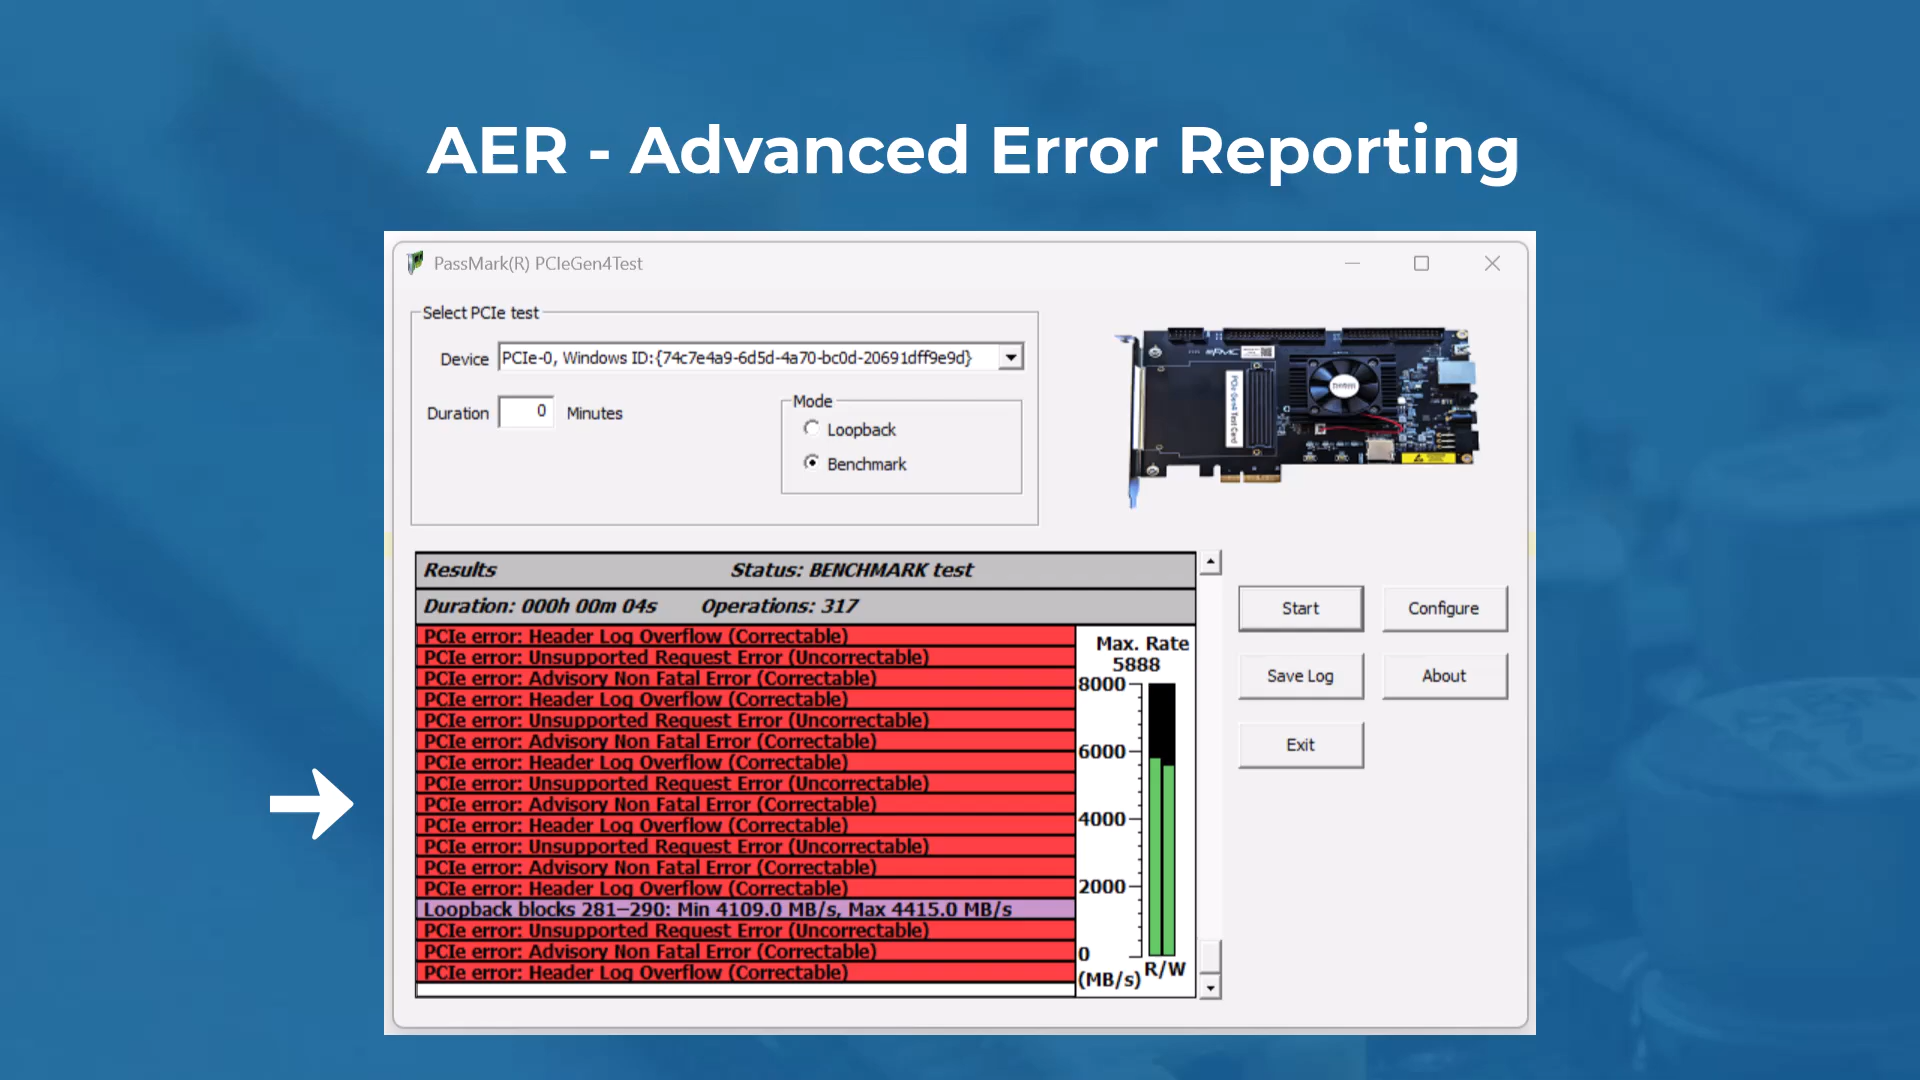 AER - Advanced Error Reporting
PassMark(R) PCIeGen4Test
Select PCIe test
Device
PCIe-0, Windows ID:{74c7e4a9-6d5d-4a70-bc0d-20691dff9e9d}
Duration
0
Minutes
Mode
Loopback
Benchmark
PCIe Gen4 Test Card
Results
Status: BENCHMARK test
Duration: 000h 00m 04s
Operations: 317
PCIe error: Header Log Overflow (Correctable)
PCIe error: Unsupported Request Error (Uncorrectable)
PCIe error: Advisory Non Fatal Error (Correctable)
PCIe error: Header Log Overflow (Correctable)
PCIe error: Unsupported Request Error (Uncorrectable)
PCIe error: Advisory Non Fatal Error (Correctable)
PCIe error: Header Log Overflow (Correctable)
PCIe error: Unsupported Request Error (Uncorrectable)
PCIe error: Advisory Non Fatal Error (Correctable)
PCIe error: Header Log Overflow (Correctable)
PCIe error: Unsupported Request Error (Uncorrectable)
PCIe error: Advisory Non Fatal Error (Correctable)
PCIe error: Header Log Overflow (Correctable)
Loopback blocks 281–290: Min 4109.0 MB/s, Max 4415.0 MB/s
PCIe error: Unsupported Request Error (Uncorrectable)
PCIe error: Advisory Non Fatal Error (Correctable)
PCIe error: Header Log Overflow (Correctable)
Max. Rate
5888
8000
6000
4000
2000
0
(MB/s)
R/W
Start
Configure
Save Log
About
Exit